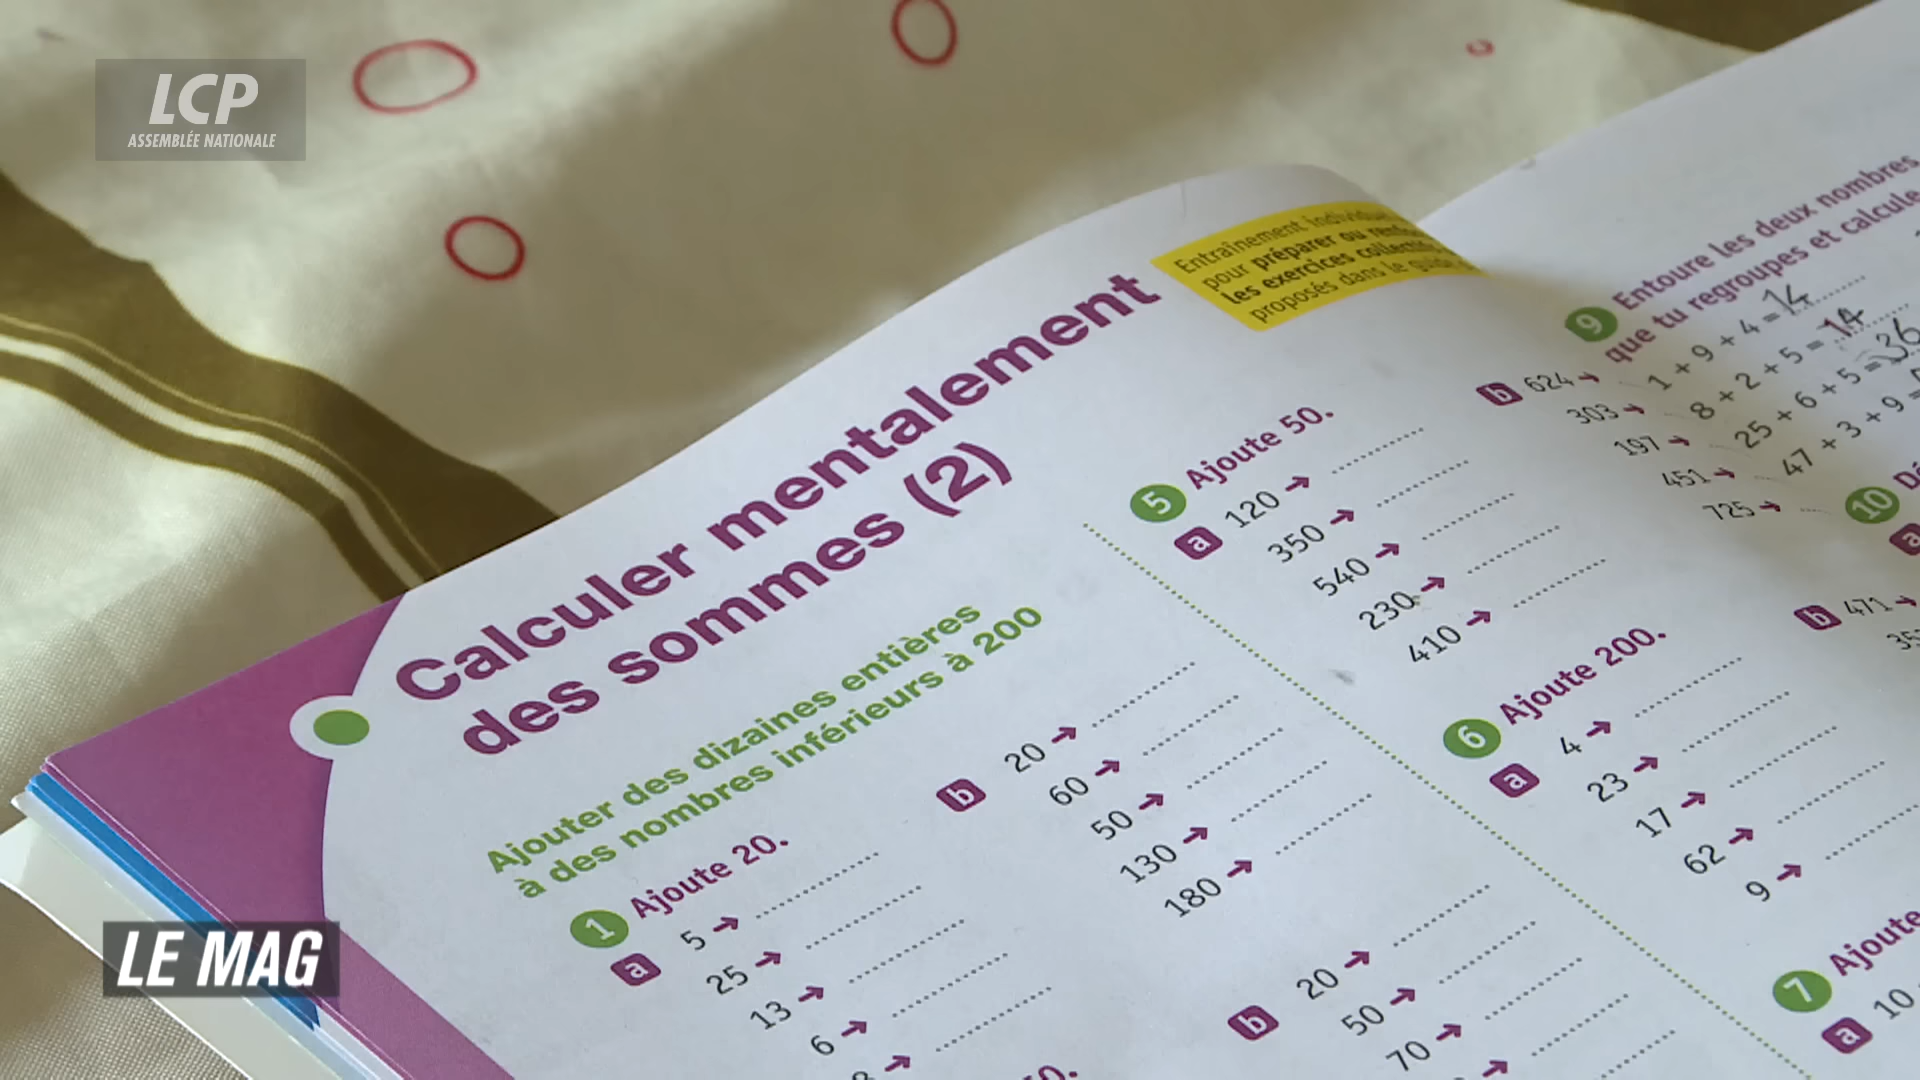 LCP
ASSEMBLÉE NATIONALE
Calculer mentalement
des sommes (2)
Entraînement
pour préparer ou
les exercices
proposés dans le
Ajouter des dizaines entières
à des nombres inférieurs à 200
1 Ajoute 20.
a 5 →
25 →
13 →
6 →
b 20 →
60 →
50 →
130 →
180 →
b 20 →
50 →
70 →
5 Ajoute 50.
a 120 →
350 →
540 →
230 →
410 →
b 624 →
303 →
197 →
451 →
725 →
6 Ajoute 200.
a 4 →
23 →
17 →
62 →
9 →
b 471 →
7 Ajoute
a 10
9 Entoure les deux nombres
que tu regroupes et calcule
1 + 9 + 4 = 14
8 + 2 + 5 = 14
25 + 6 + 5 = 36
47 + 3 + 9 =
10
a
LE MAG